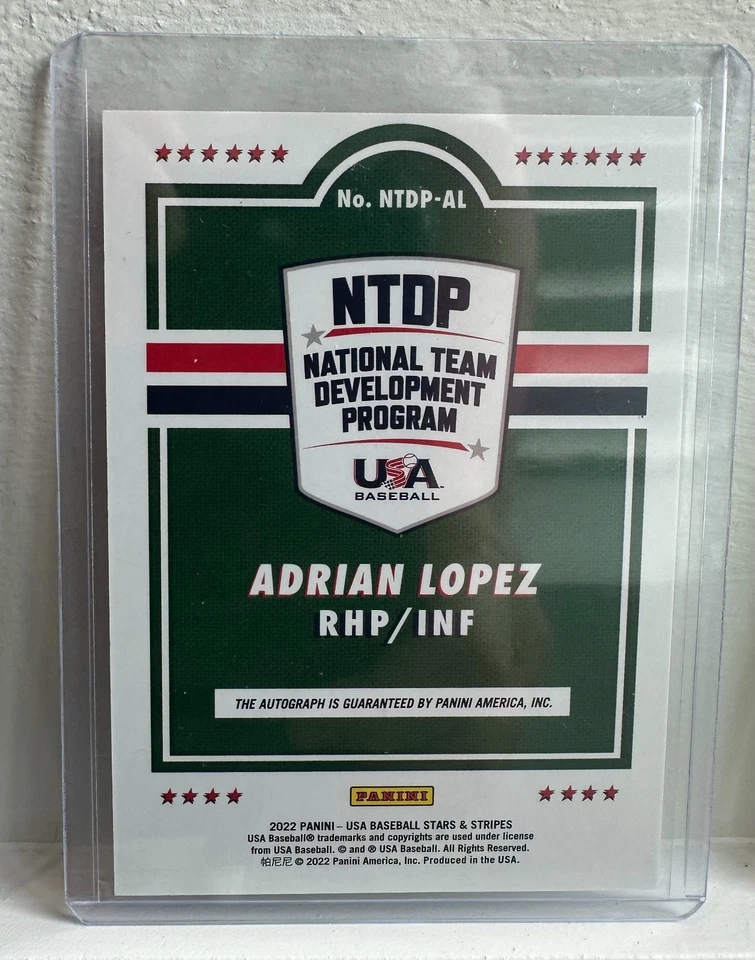 No. NTDP-AL
NTDP
NATIONAL TEAM
DEVELOPMENT
PROGRAM
USA
BASEBALL
ADRIAN LOPEZ
RHP/INF
THE AUTOGRAPH IS GUARANTEED BY PANINI AMERICA, INC.
PANINI
2022 PANINI – USA BASEBALL STARS & STRIPES
USA Baseball® trademarks and copyrights are used under license
from USA Baseball. © and ® USA Baseball. All Rights Reserved.
帕尼尼 © 2022 Panini America, Inc. Produced in the USA.